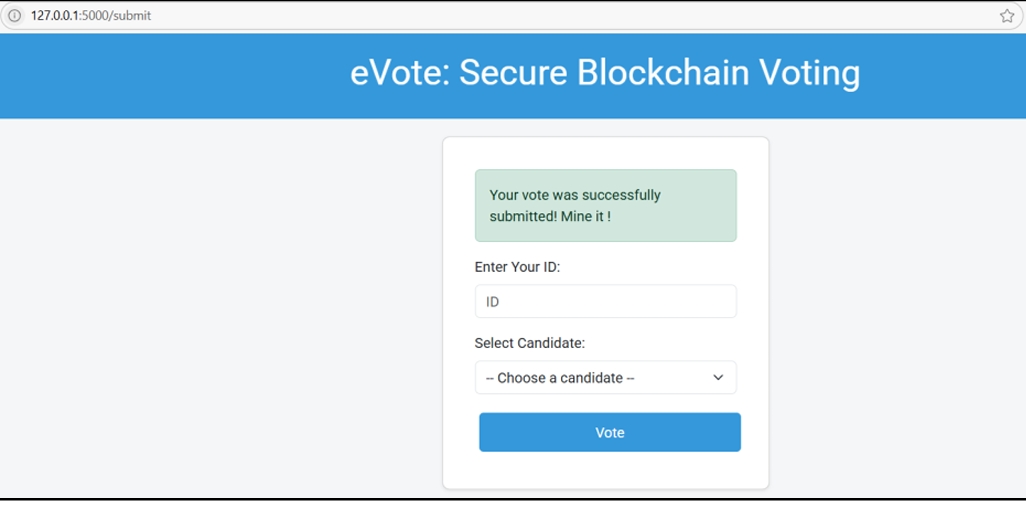 127.0.0.1:5000/submit
eVote: Secure Blockchain Voting
Your vote was successfully
submitted! Mine it !
Enter Your ID:
ID
Select Candidate:
-- Choose a candidate --
Vote